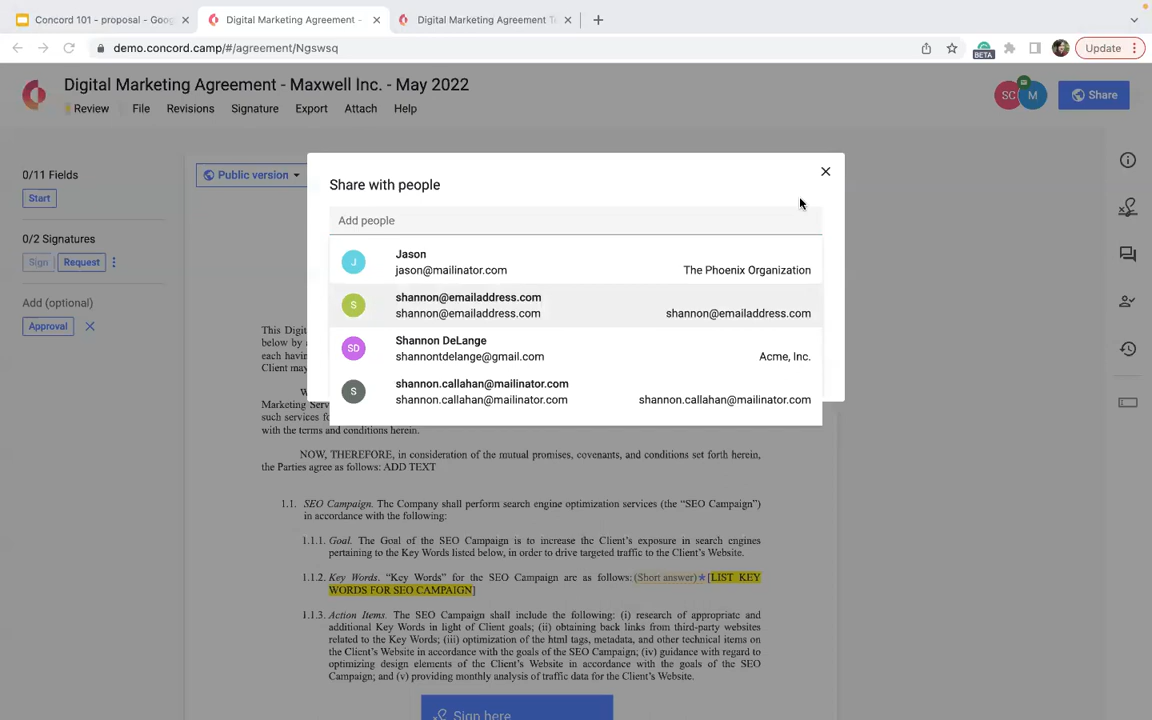 Concord 101 - proposal - Goog
Digital Marketing Agreement -
Digital Marketing Agreement Te
demo.concord.camp/#/agreement/Ngswsq
BETA
Update
Digital Marketing Agreement - Maxwell Inc. - May 2022
Review File Revisions Signature Export Attach Help
SC M
Share
0/11 Fields
Start
0/2 Signatures
Sign Request
Add (optional)
Approval
Public version
Share with people
Add people
J
Jason
jason@mailinator.com The Phoenix Organization
S
shannon@emailaddress.com
shannon@emailaddress.com shannon@emailaddress.com
SD
Shannon DeLange
shannontdelange@gmail.com Acme, Inc.
S
shannon.callahan@mailinator.com
shannon.callahan@mailinator.com shannon.callahan@mailinator.com
This Digit
below by a
each having
Client may
W
Marketing Serv
such services fo
with the terms and conditions herein.
NOW, THEREFORE, in consideration of the mutual promises, covenants, and conditions set forth herein,
the Parties agree as follows: ADD TEXT
1.1. SEO Campaign. The Company shall perform search engine optimization services (the “SEO Campaign”)
in accordance with the following:
1.1.1. Goal. The Goal of the SEO Campaign is to increase the Client’s exposure in search engines
pertaining to the Key Words listed below, in order to drive targeted traffic to the Client’s Website.
1.1.2. Key Words. “Key Words” for the SEO Campaign are as follows: (Short answer)* [LIST KEY
WORDS FOR SEO CAMPAIGN]
1.1.3. Action Items. The SEO Campaign shall include the following: (i) research of appropriate and
additional Key Words in light of Client goals; (ii) obtaining back links from third-party websites
related to the Key Words; (iii) optimization of the html tags, metadata, and other technical items on
the Client’s Website in accordance with the goals of the SEO Campaign; (iv) guidance with regard to
optimizing design elements of the Client’s Website in accordance with the goals of the SEO
Campaign; and (v) providing monthly analysis of traffic data for the Client’s Website.
Sign here